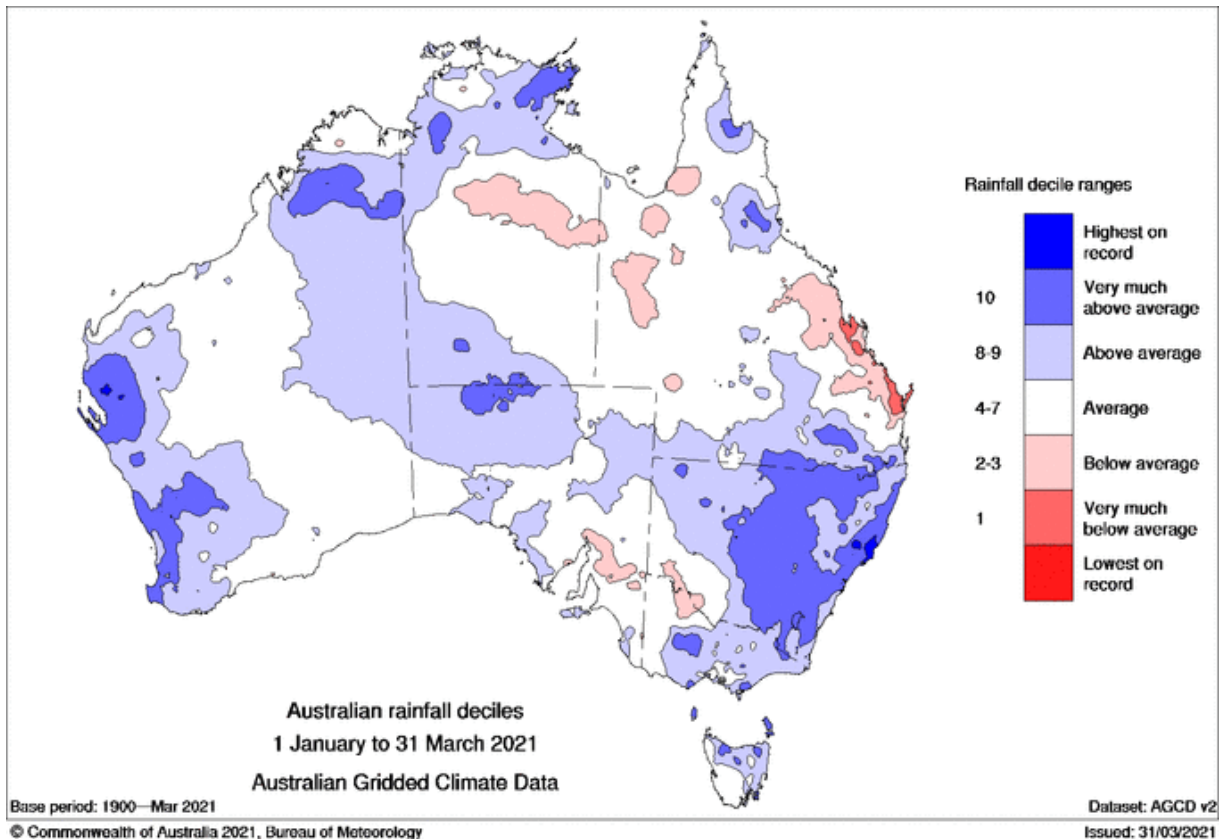 Rainfall decile ranges
Highest on
record
10
Very much
above average
8-9
Above average
4-7
Average
2-3
Below average
1
Very much
below average
Lowest on
record
Australian rainfall deciles
1 January to 31 March 2021
Australian Gridded Climate Data
Base period: 1900—Mar 2021
Dataset: AGCD v2
© Commonwealth of Australia 2021, Bureau of Meteorology
Issued: 31/03/2021